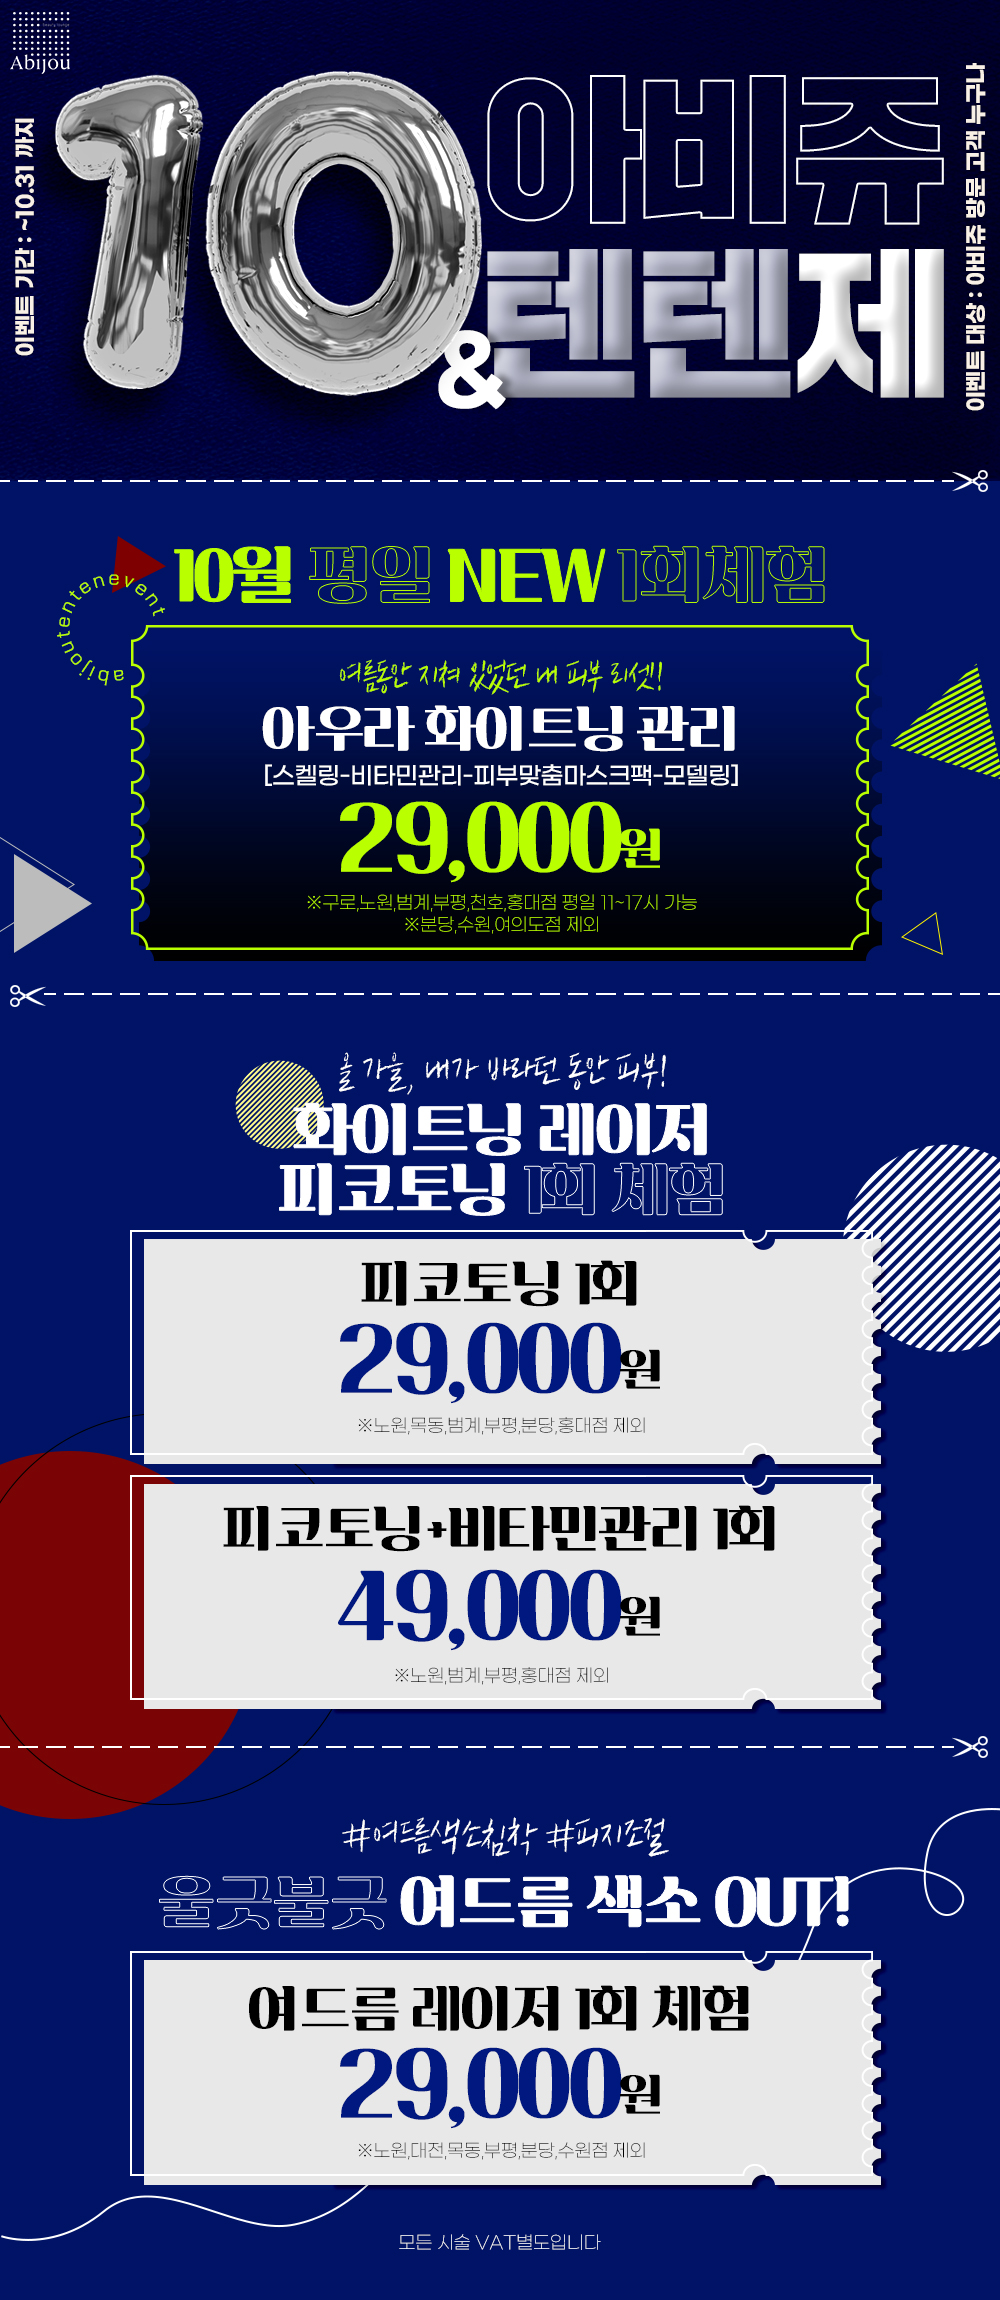 Abijou
이벤트 기간 : ~10.31 까지
10
아비쥬
&텐텐제
이벤트 대상 : 아비쥬 방문 고객 누구나
10월 평일 NEW 1회체험
abijoutentenevent
여름동안 지쳐 있었던 내 피부 리셋!
아우라 화이트닝 관리
[스켈링-비타민관리-피부맞춤마스크팩-모델링]
29,000원
※구로,노원,범계,부평,천호,홍대점 평일 11~17시 가능
※분당,수원,여의도점 제외
올 가을, 내가 바라던 동안 피부!
화이트닝 레이저
피코토닝 1회 체험
피코토닝 1회
29,000원
※노원,목동,범계,부평,분당,홍대점 제외
피코토닝+비타민관리 1회
49,000원
※노원,범계,부평,홍대점 제외
#여드름색소침착 #피지조절
울긋불긋 여드름 색소 OUT!
여드름 레이저 1회 체험
29,000원
※노원,대전,목동,부평,분당,수원점 제외
모든 시술 VAT별도입니다